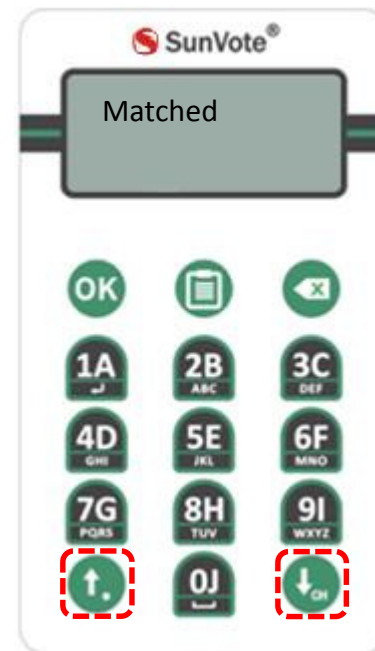 SunVote®
Matched
OK
1A 2B 3C
ABC DEF
4D 5E 6F
GHI JKL MNO
7G 8H 9I
PQRS TUV WXYZ
. 0J CH